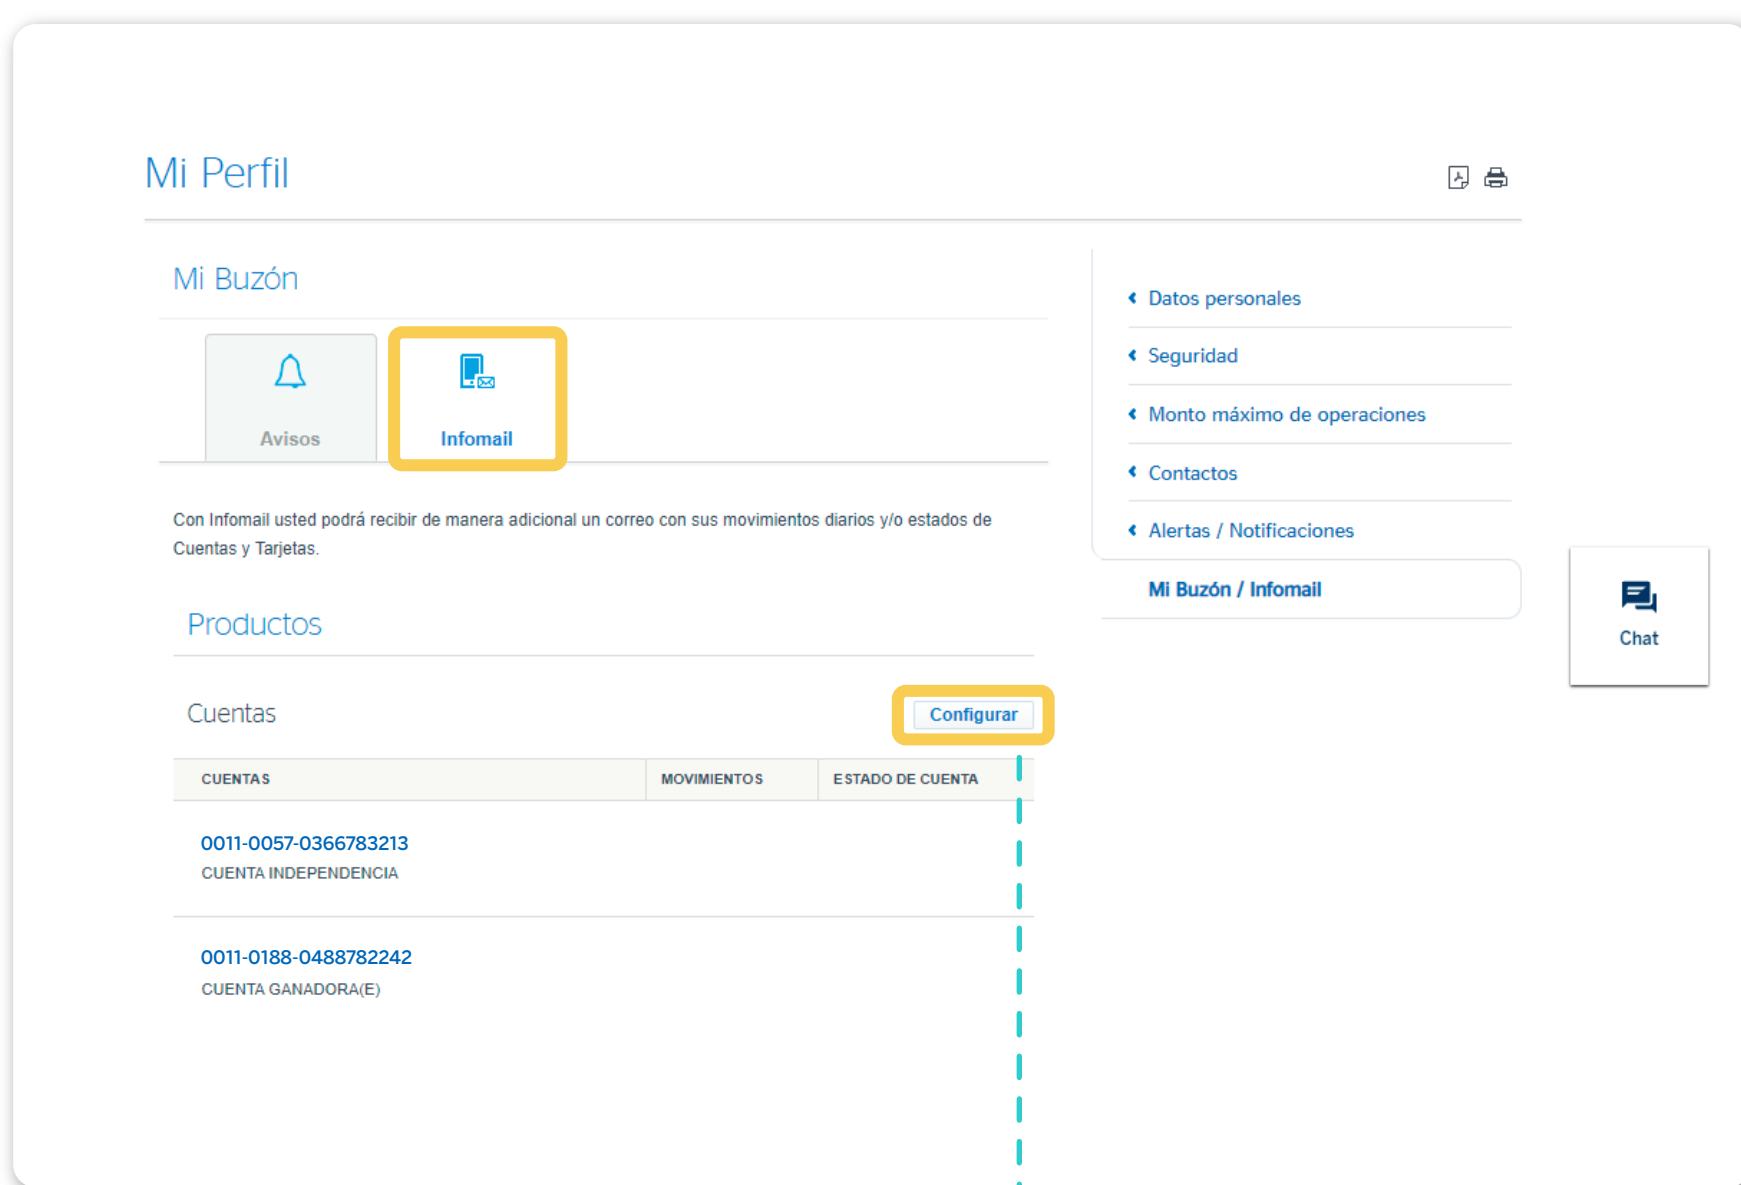 Mi Perfil
Mi Buzón
Avisos
Infomail
Con Infomail usted podrá recibir de manera adicional un correo con sus movimientos diarios y/o estados de
Cuentas y Tarjetas.
Productos
Cuentas
Configurar
CUENTAS MOVIMIENTOS ESTADO DE CUENTA
0011-0057-0366783213
CUENTA INDEPENDENCIA
0011-0188-0488782242
CUENTA GANADORA(E)
Datos personales
Seguridad
Monto máximo de operaciones
Contactos
Alertas / Notificaciones
Mi Buzón / Infomail
Chat